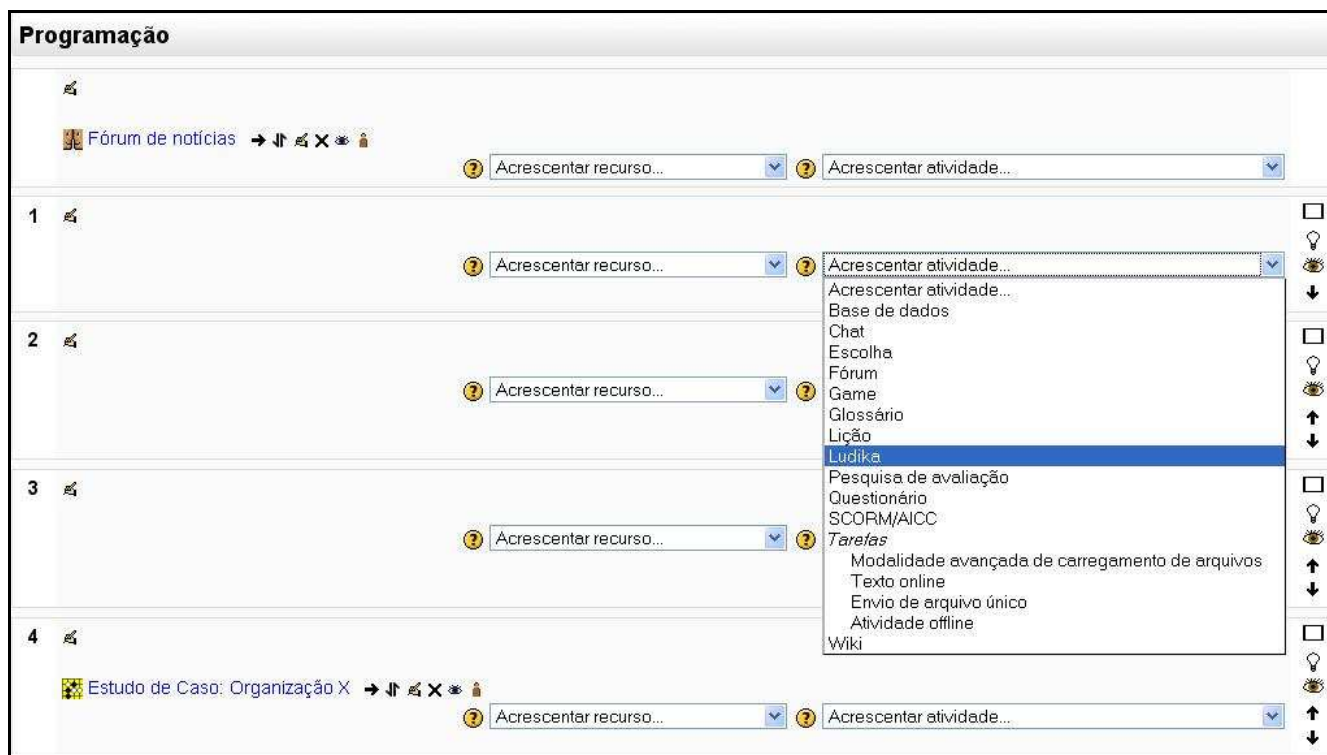 Programação
Fórum de notícias
? Acrescentar recurso... ? Acrescentar atividade...
1
? Acrescentar recurso... ? Acrescentar atividade...
Acrescentar atividade...
Base de dados
Chat
Escolha
Fórum
Game
Glossário
Lição
Ludika
Pesquisa de avaliação
Questionário
SCORM/AICC
Tarefas
Modalidade avançada de carregamento de arquivos
Texto online
Envio de arquivo único
Atividade offline
Wiki
2
? Acrescentar recurso... ?
3
? Acrescentar recurso... ?
4
Estudo de Caso: Organização X
? Acrescentar recurso... ? Acrescentar atividade...